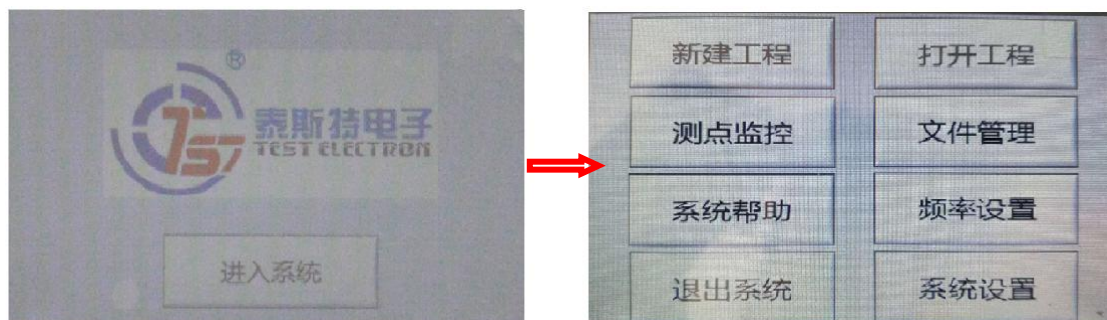 ®
TST
泰斯特电子
TEST ELECTRON
进入系统
新建工程 打开工程
测点监控 文件管理
系统帮助 频率设置
退出系统 系统设置